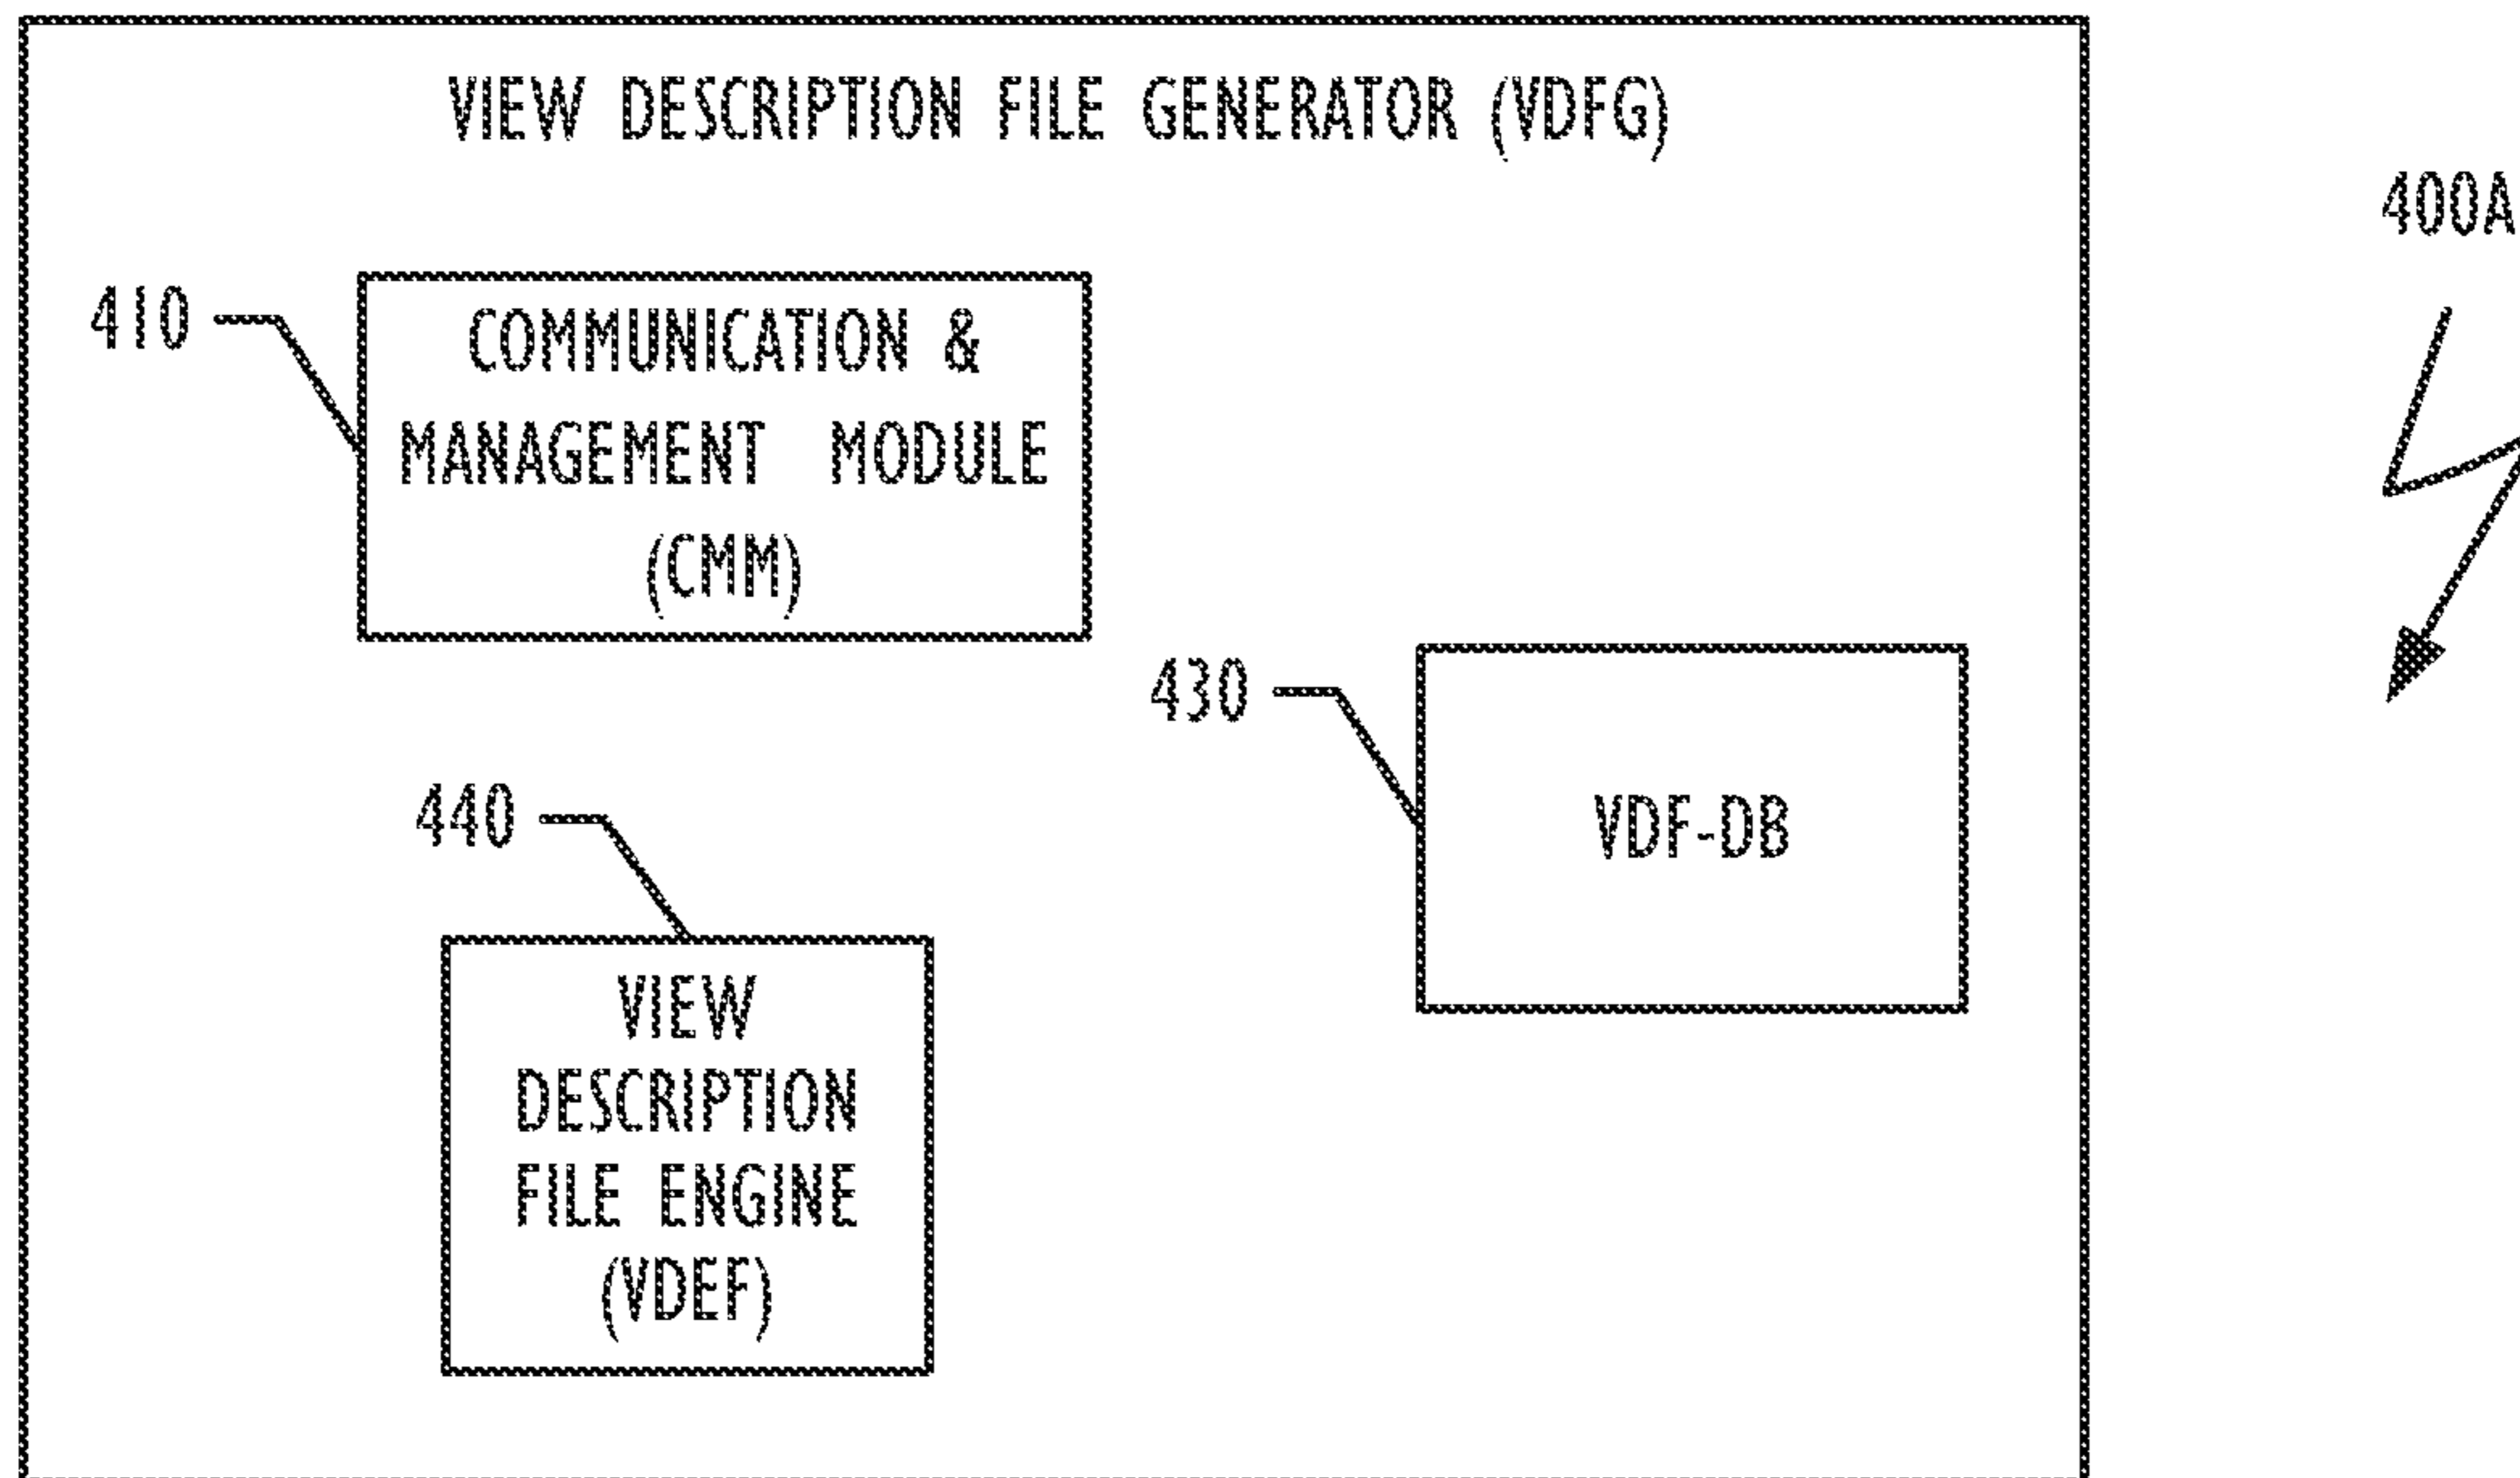 VIEW DESCRIPTION FILE GENERATOR (VDFG)
400A
410
COMMUNICATION &
MANAGEMENT MODULE
(CMM)
430
VDF-DB
440
VIEW
DESCRIPTION
FILE ENGINE
(VDEF)